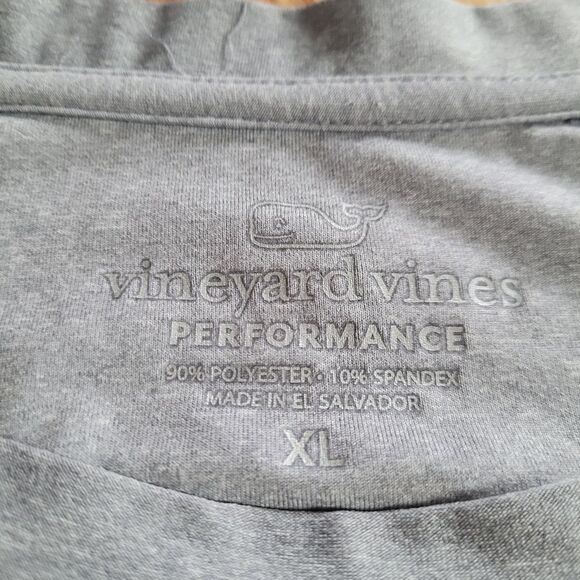 vineyard vines
PERFORMANCE
90% POLYESTER • 10% SPANDEX
MADE IN EL SALVADOR
XL